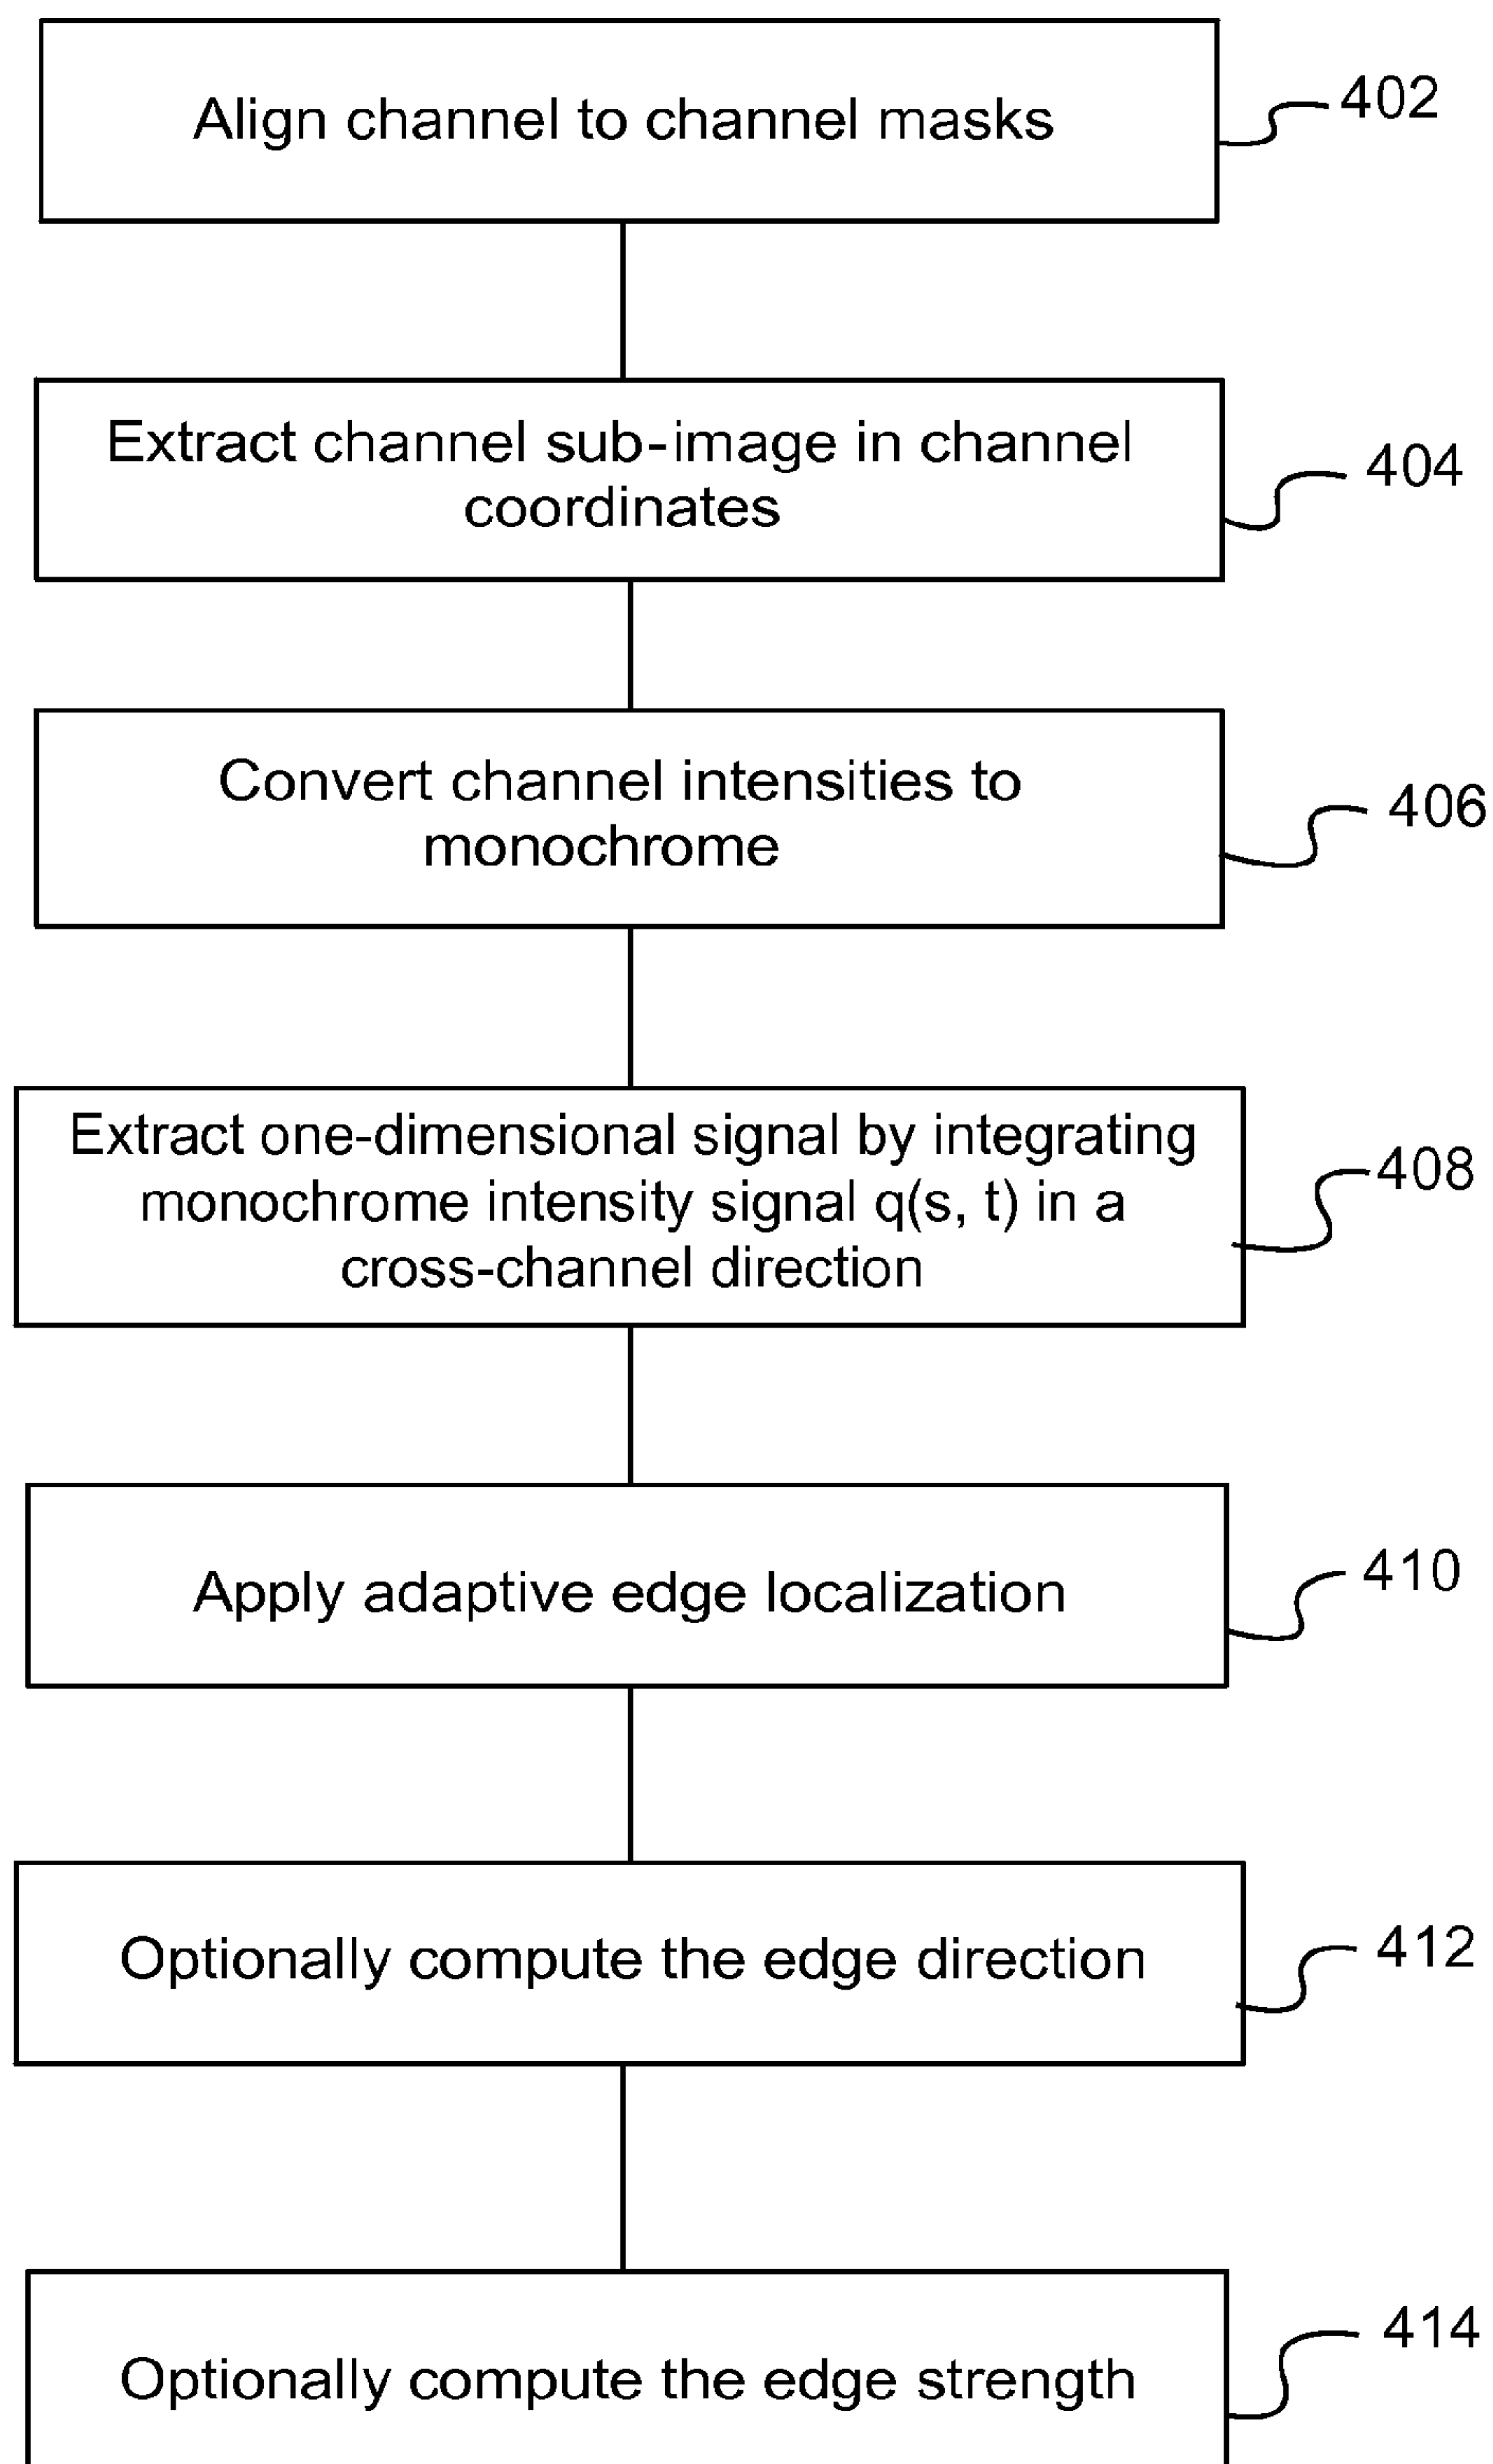 Align channel to channel masks
402
Extract channel sub-image in channel
coordinates
404
Convert channel intensities to
monochrome
406
Extract one-dimensional signal by integrating
monochrome intensity signal q(s, t) in a
cross-channel direction
408
Apply adaptive edge localization
410
Optionally compute the edge direction
412
Optionally compute the edge strength
414